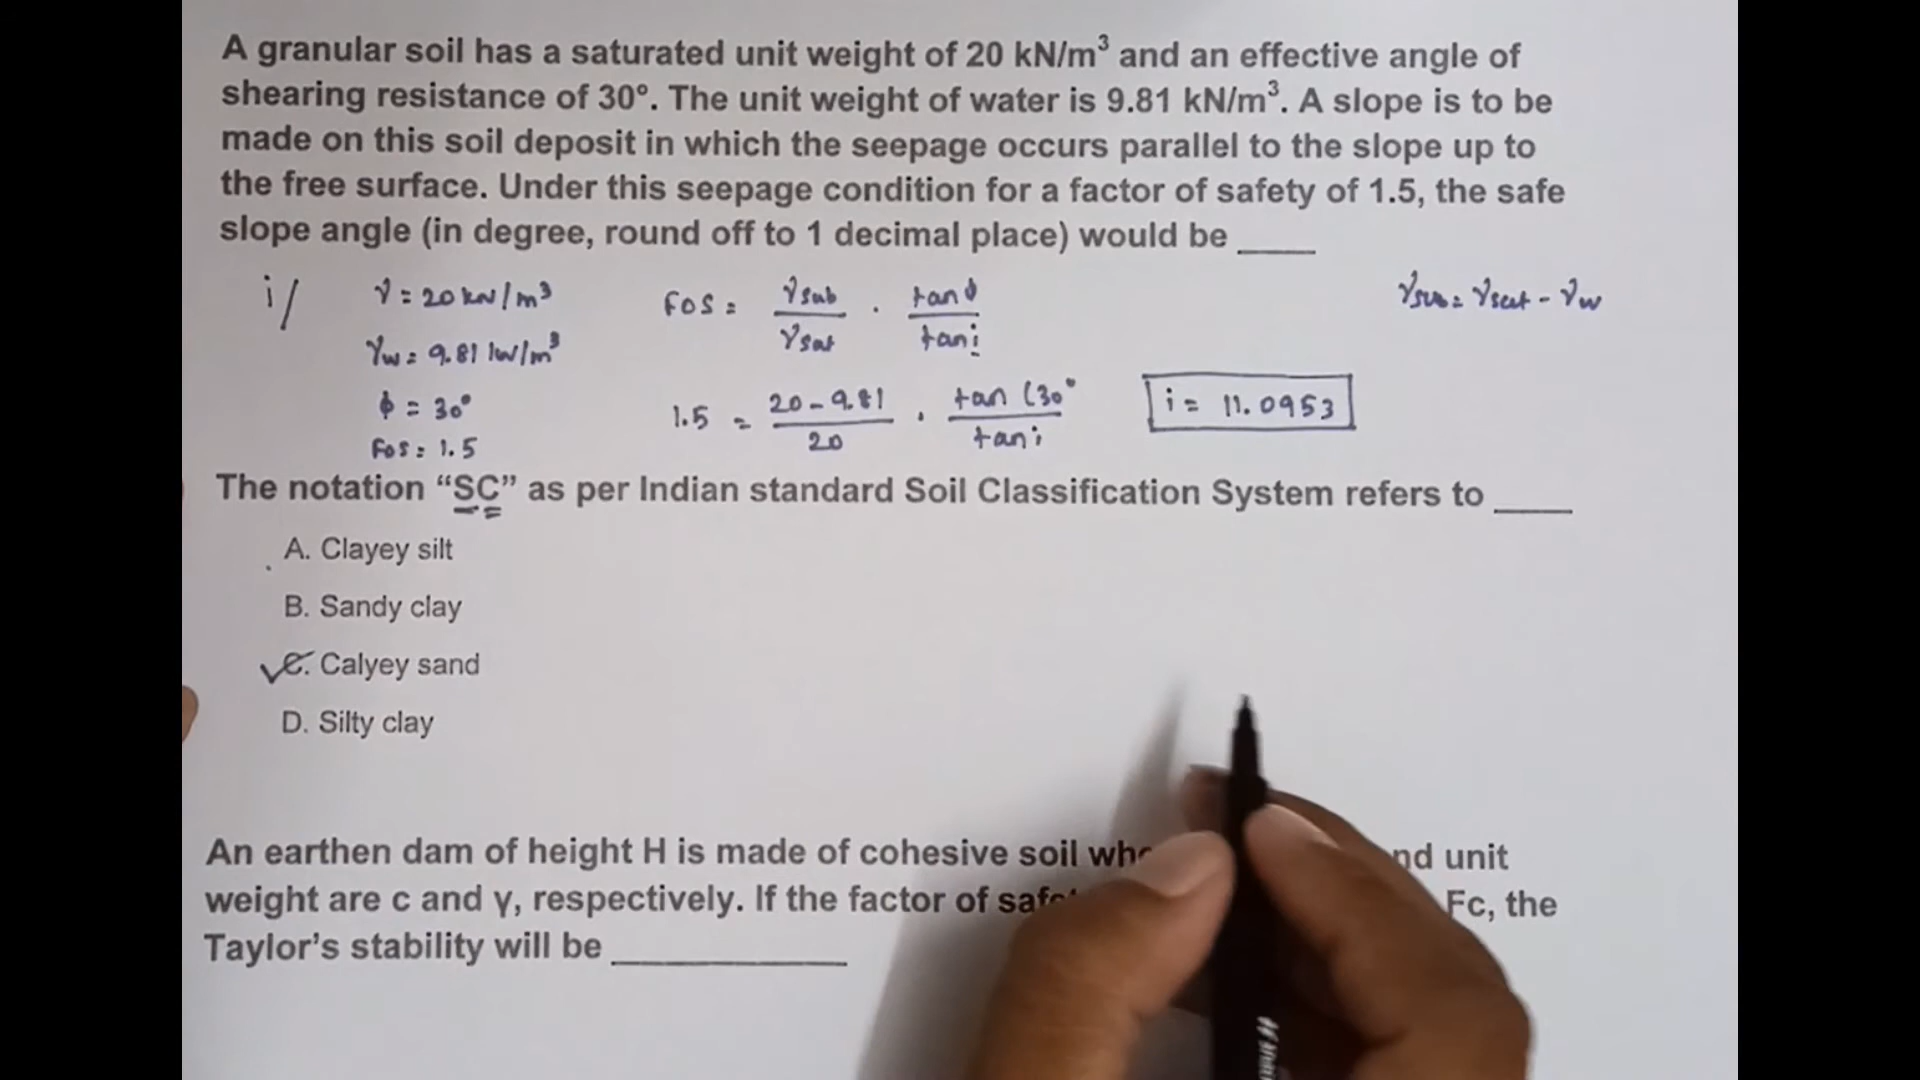 A granular soil has a saturated unit weight of 20 kN/m³ and an effective angle of
shearing resistance of 30º. The unit weight of water is 9.81 kN/m³. A slope is to be
made on this soil deposit in which the seepage occurs parallel to the slope up to
the free surface. Under this seepage condition for a factor of safety of 1.5, the safe
slope angle (in degree, round off to 1 decimal place) would be ____
i/ γ = 20 kN/m³ FOS = γsub/γsat . tanϕ/tani γsub = γsat - γw
γw = 9.81 kN/m³
ϕ = 30° 1.5 = 20-9.81/20 . tan (30°/tani i = 11.0953
FOS = 1.5
The notation “SC” as per Indian standard Soil Classification System refers to ____
A. Clayey silt
B. Sandy clay
C. Calyey sand
D. Silty clay
An earthen dam of height H is made of cohesive soil unit
weight are c and γ, respectively. If the factor of Fc, the
Taylor’s stability will be ____